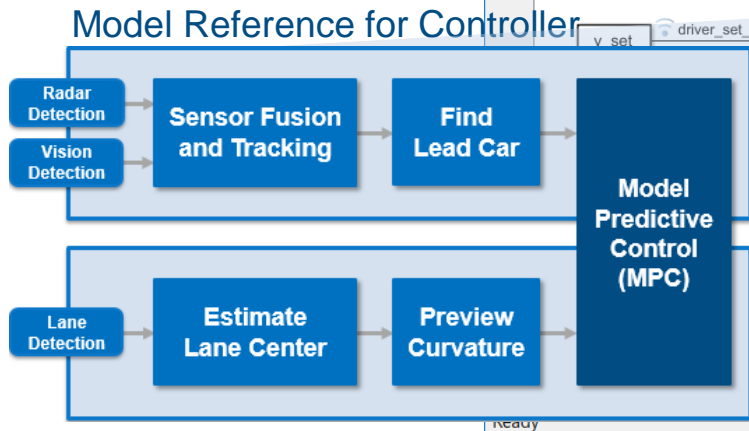 Model Reference for Controller
v_set
driver_set_
Radar
Detection
Sensor Fusion
and Tracking
Find
Lead Car
Vision
Detection
Model
Predictive
Control
(MPC)
Lane
Detection
Estimate
Lane Center
Preview
Curvature
Ready